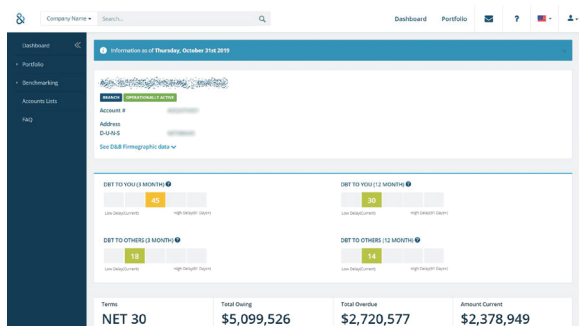 &
Company Name
Search...
Dashboard
Portfolio
?
Dashboard
Portfolio
Benchmarking
Accounts Lists
FAQ
Information as of Thursday, October 31st 2019
BRANCH
OPERATIONALLY ACTIVE
Account #
Address
D-U-N-S
See D&B Firmographic data
DBT TO YOU (3 MONTH)
45
Low Delay(Current)
High Delay(91 Days+)
DBT TO YOU (12 MONTH)
30
Low Delay(Current)
High Delay(91 Days+)
DBT TO OTHERS (3 MONTH)
18
Low Delay(Current)
High Delay(91 Days+)
DBT TO OTHERS (12 MONTH)
14
Low Delay(Current)
High Delay(91 Days+)
Terms
NET 30
Total Owing
$5,099,526
Total Overdue
$2,720,577
Amount Current
$2,378,949